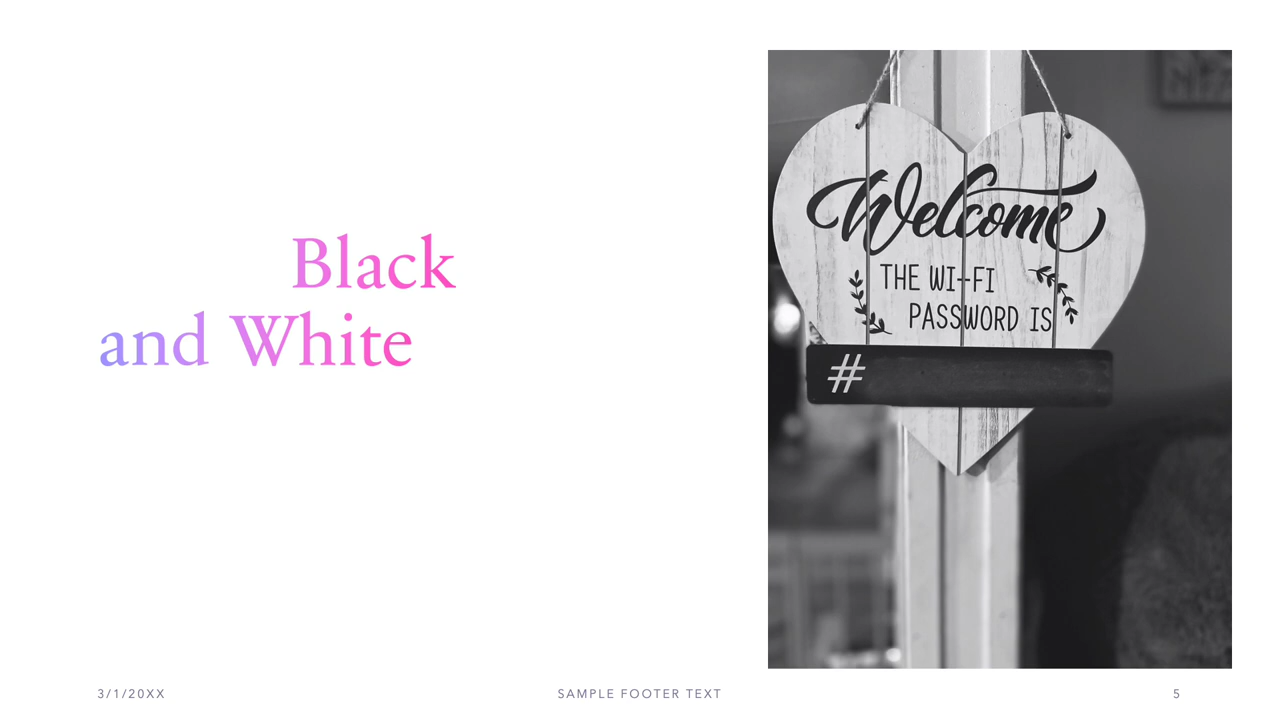 Black
and White
Welcome
THE WI-FI
PASSWORD IS
#
3/1/20XX
SAMPLE FOOTER TEXT
5